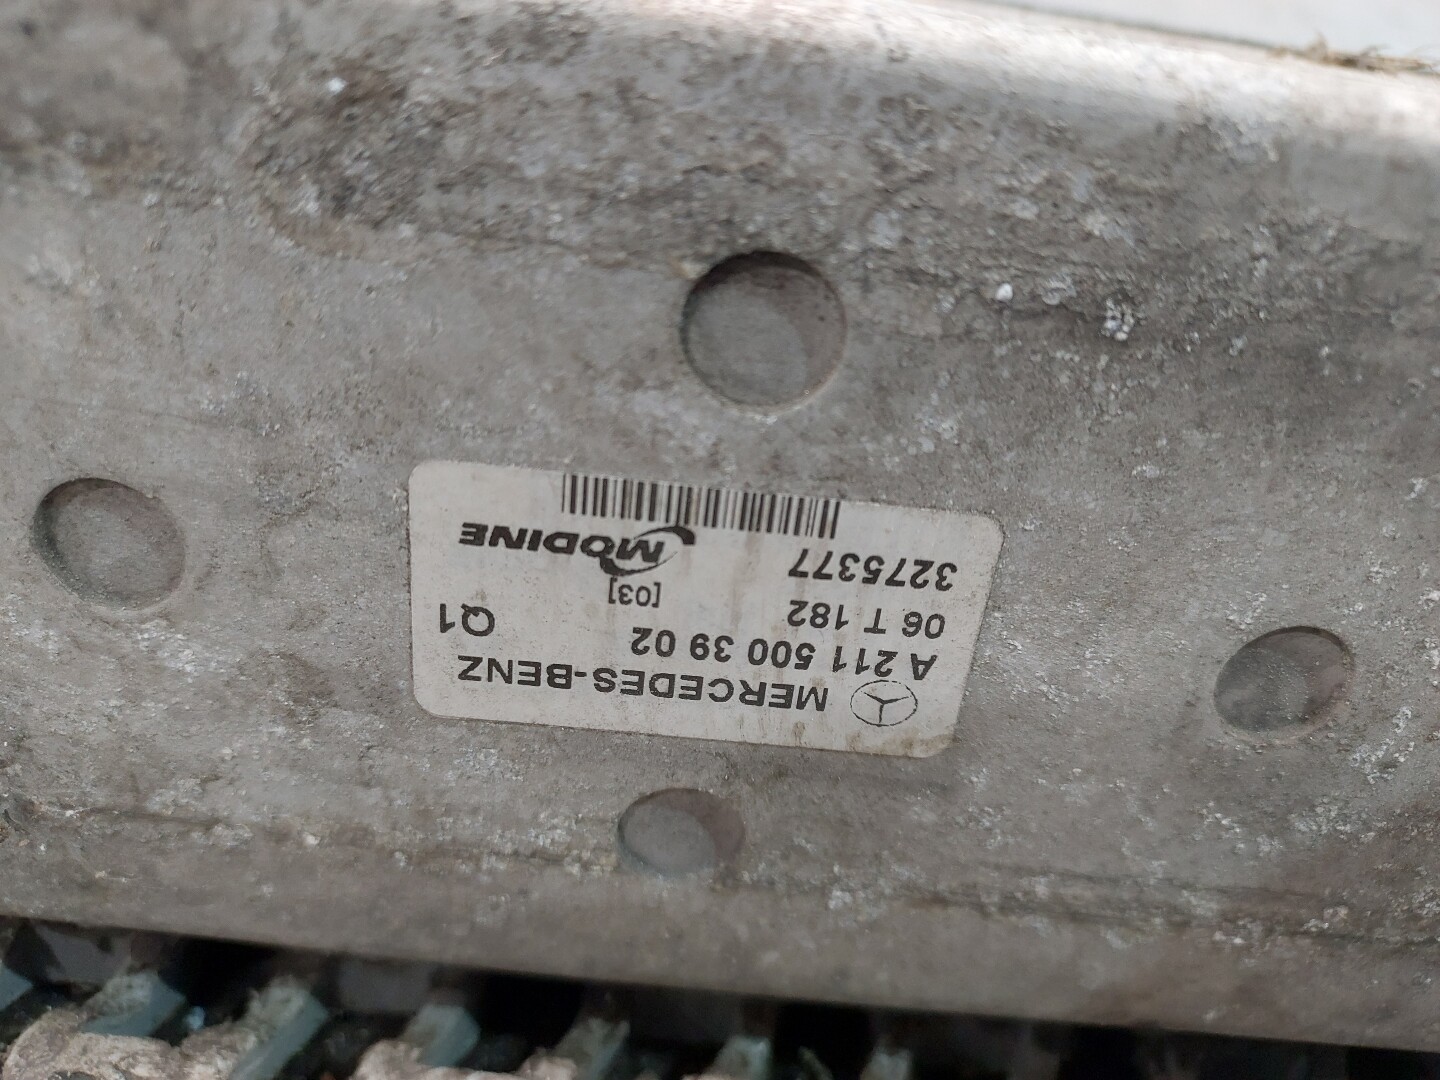 MERCEDES-BENZ
A 211 500 39 02 Q1
06 T 182 [03]
3275377 MODINE